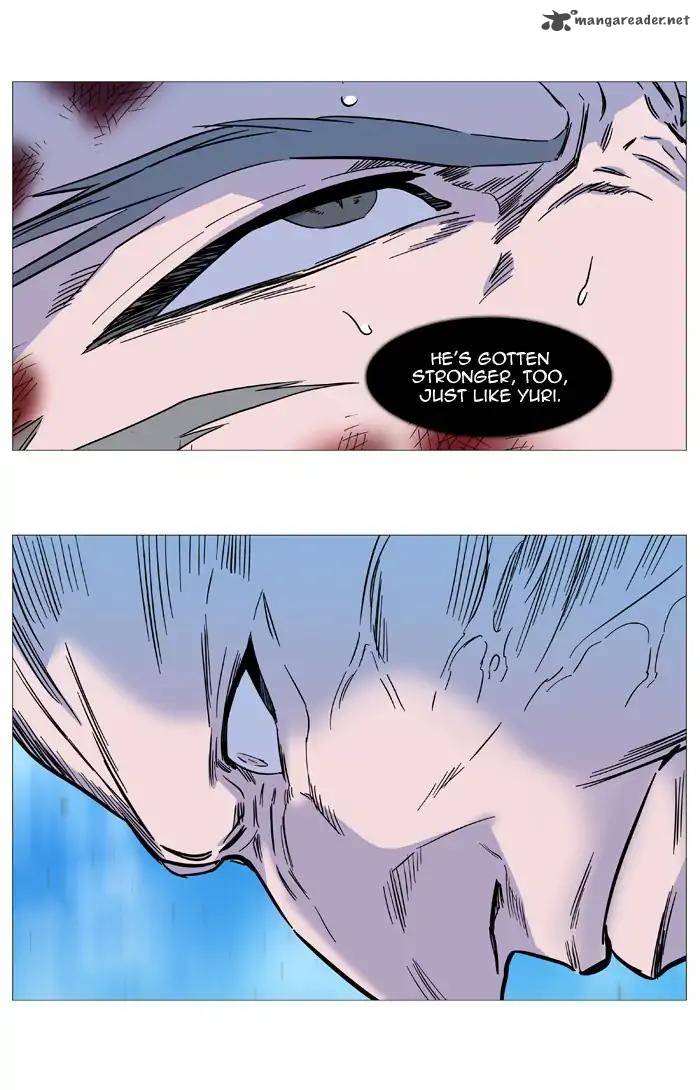 mangareader.net
HE'S GOTTEN
STRONGER, TOO,
JUST LIKE YURI.